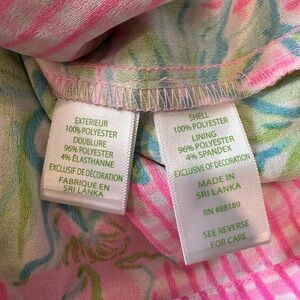 EXTERIEUR
100% POLYESTER
DOUBLURE
96% POLYESTER
4% ÉLASTHANNE
EXCLUSIF DE DÉCORATION
FABRIQUE EN
SRI LANKA
SHELL
100% POLYESTER
LINING
96% POLYESTER
4% SPANDEX
EXCLUSIVE OF DECORATION
MADE IN
SRI LANKA
RN #88189
SEE REVERSE
FOR CARE